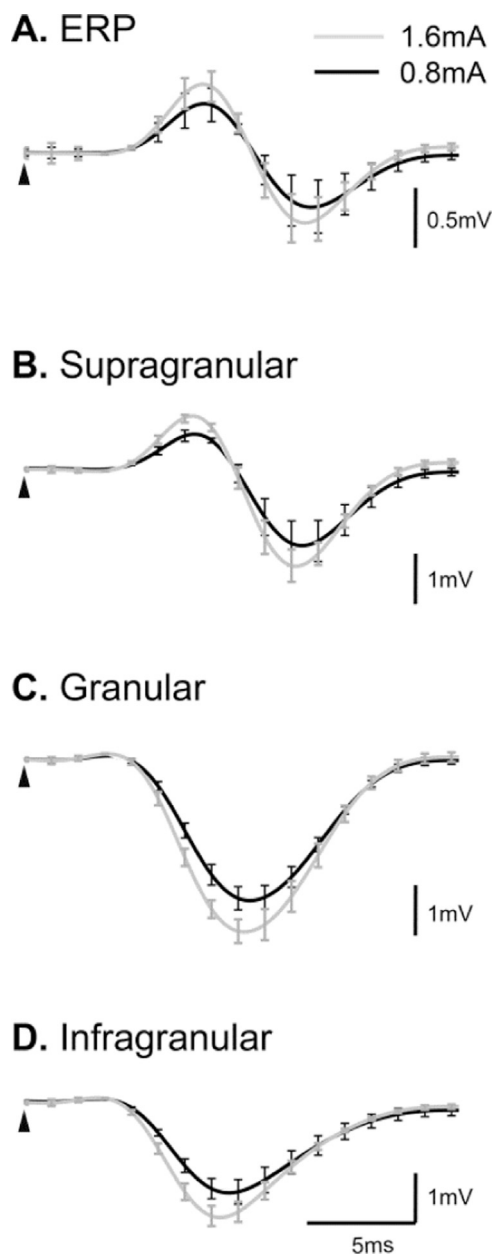 A. ERP
1.6mA
0.8mA
0.5mV
B. Supragranular
1mV
C. Granular
1mV
D. Infragranular
1mV
5ms